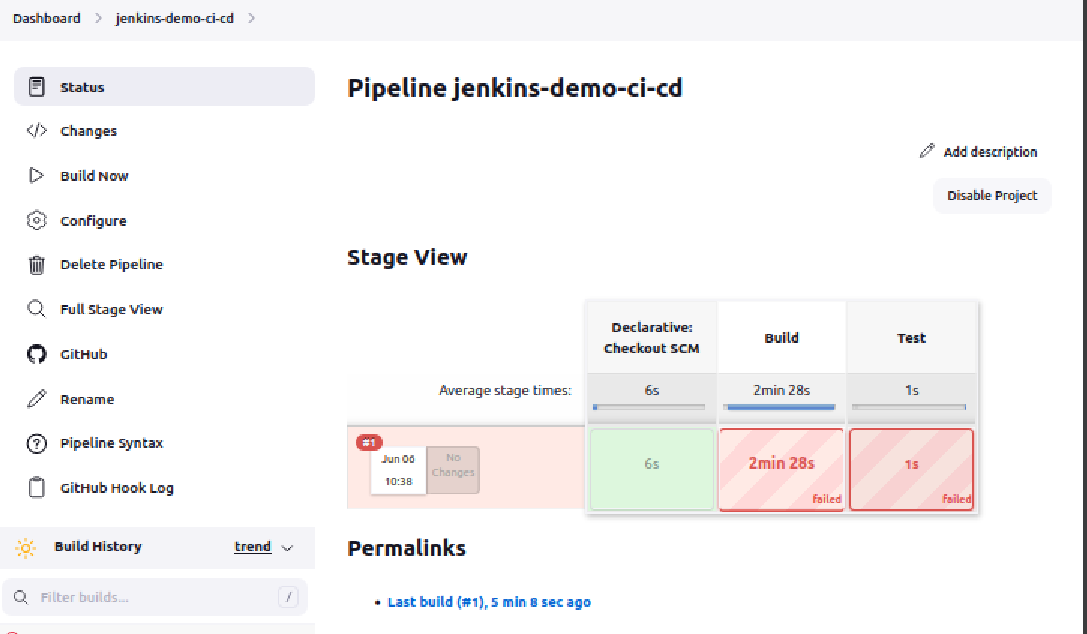 Dashboard > jenkins-demo-ci-cd >
Status
Changes
Build Now
Configure
Delete Pipeline
Full Stage View
GitHub
Rename
Pipeline Syntax
GitHub Hook Log
Build History trend
Filter builds... /
Pipeline jenkins-demo-ci-cd
Add description
Disable Project
Stage View
Declarative:
Checkout SCM
Build
Test
Average stage times:
6s
2min 28s
1s
#1
Jun 06
10:38
No
Changes
6s
2min 28s
failed
1s
failed
Permalinks
• Last build (#1), 5 min 8 sec ago